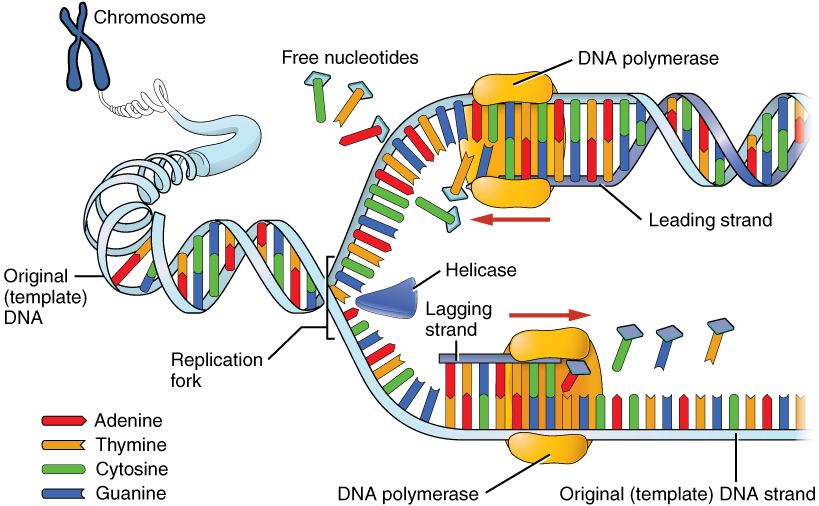 Chromosome
Free nucleotides
DNA polymerase
Leading strand
Helicase
Original
(template)
DNA
Lagging
strand
Replication
fork
Adenine
Thymine
Cytosine
Guanine
DNA polymerase
Original (template) DNA strand